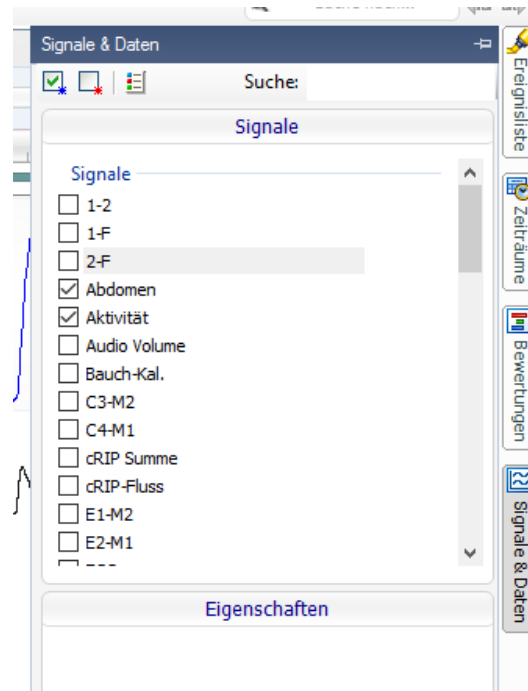 Signale & Daten
Suche:
Signale
Signale
1-2
1-F
2-F
Abdomen
Aktivität
Audio Volume
Bauch-Kal.
C3-M2
C4-M1
cRIP Summe
cRIP-Fluss
E1-M2
E2-M1
Eigenschaften
Ereignisliste
Zeiträume
Bewertungen
Signale & Daten